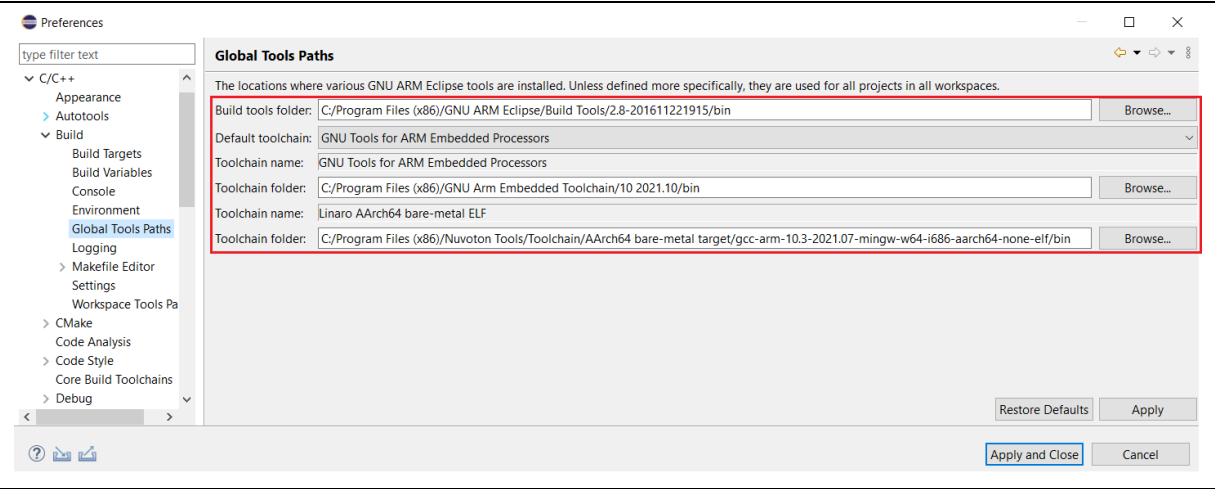 Preferences
type filter text
C/C++
Appearance
Autotools
Build
Build Targets
Build Variables
Console
Environment
Global Tools Paths
Logging
Makefile Editor
Settings
Workspace Tools Pa
CMake
Code Analysis
Code Style
Core Build Toolchains
Debug
Global Tools Paths
The locations where various GNU ARM Eclipse tools are installed. Unless defined more specifically, they are used for all projects in all workspaces.
Build tools folder: C:/Program Files (x86)/GNU ARM Eclipse/Build Tools/2.8-201611221915/bin Browse...
Default toolchain: GNU Tools for ARM Embedded Processors
Toolchain name: GNU Tools for ARM Embedded Processors
Toolchain folder: C:/Program Files (x86)/GNU Arm Embedded Toolchain/10 2021.10/bin Browse...
Toolchain name: Linaro AArch64 bare-metal ELF
Toolchain folder: C:/Program Files (x86)/Nuvoton Tools/Toolchain/AArch64 bare-metal target/gcc-arm-10.3-2021.07-mingw-w64-i686-aarch64-none-elf/bin Browse...
Restore Defaults Apply
Apply and Close Cancel